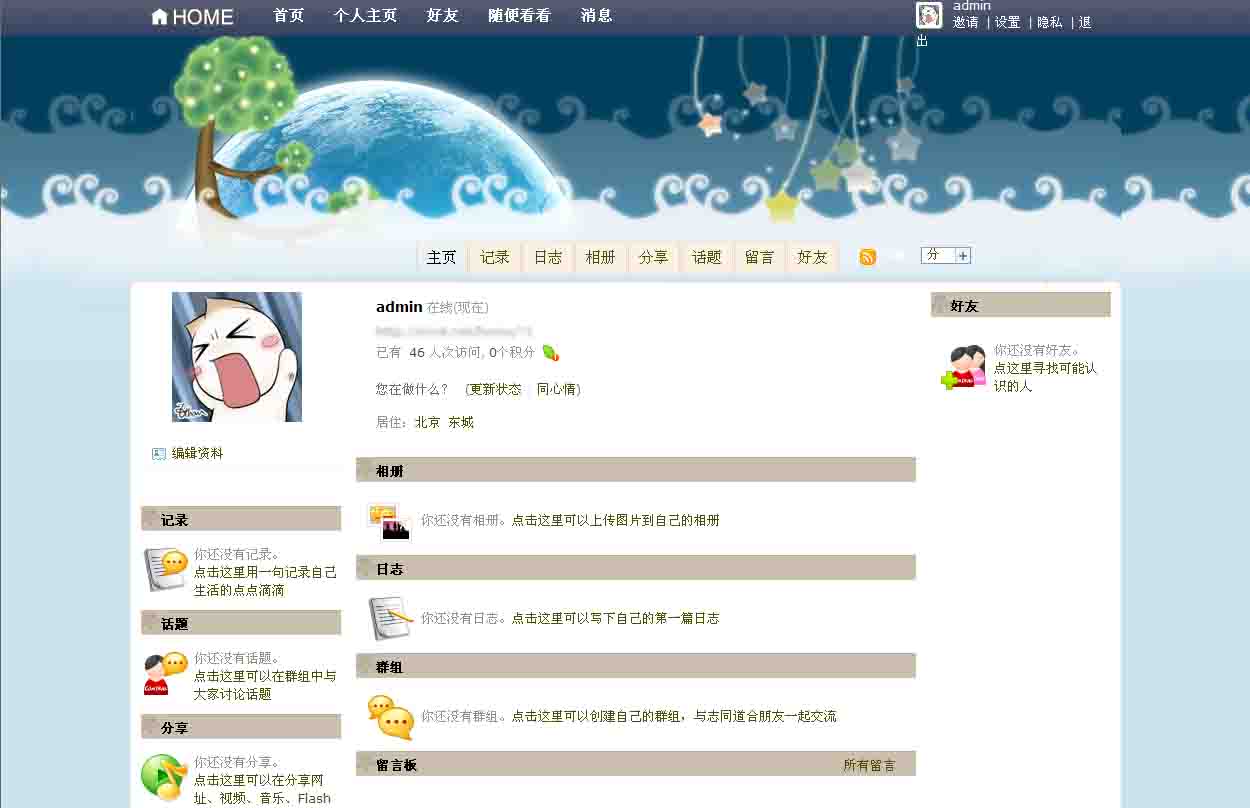 HOME 首页 个人主页 好友 随便看看 消息
admin
邀请 | 设置 | 隐私 | 退
出
主页 记录 日志 相册 分享 话题 留言 好友 分 +
admin 在线(现在)
已有 46 人次访问, 0个积分
您在做什么? (更新状态 同心情)
居住: 北京 东城
编辑资料
相册
你还没有相册。点击这里可以上传图片到自己的相册
日志
你还没有日志。点击这里可以写下自己的第一篇日志
群组
你还没有群组。点击这里可以创建自己的群组，与志同道合朋友一起交流
留言板 所有留言
记录
你还没有记录。
点击这里用一句记录自己
生活的点点滴滴
话题
你还没有话题。
点击这里可以在群组中与
大家讨论话题
分享
你还没有分享。
点击这里可以在分享网
址、视频、音乐、Flash
好友
你还没有好友。
点这里寻找可能认
识的人